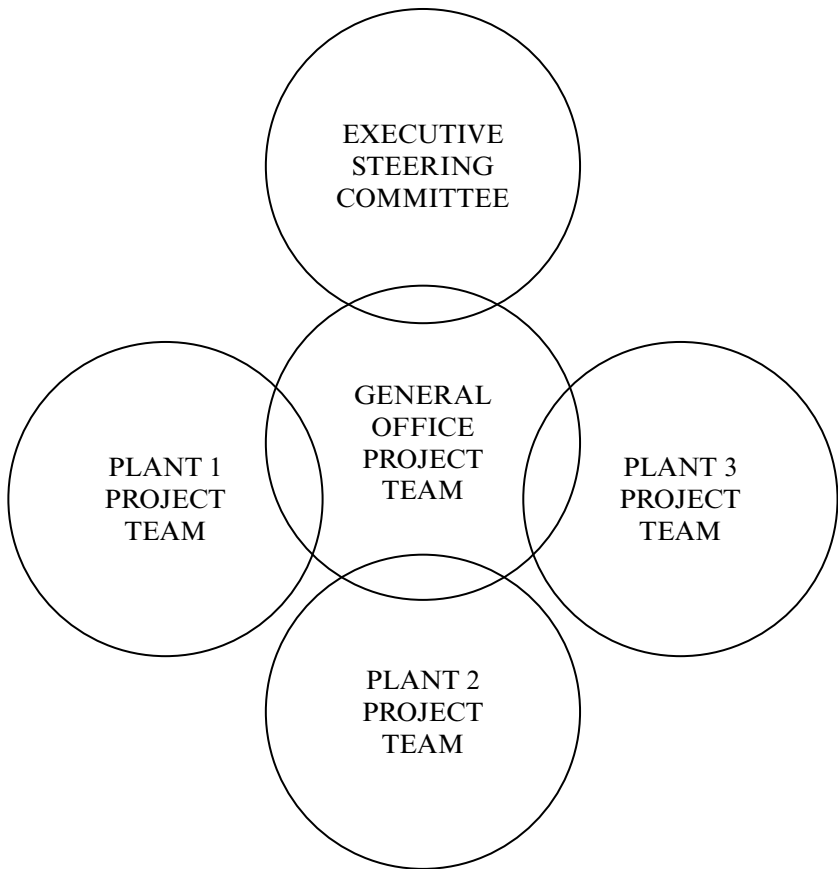 EXECUTIVE
STEERING
COMMITTEE
GENERAL
OFFICE
PROJECT
TEAM
PLANT 1
PROJECT
TEAM
PLANT 3
PROJECT
TEAM
PLANT 2
PROJECT
TEAM